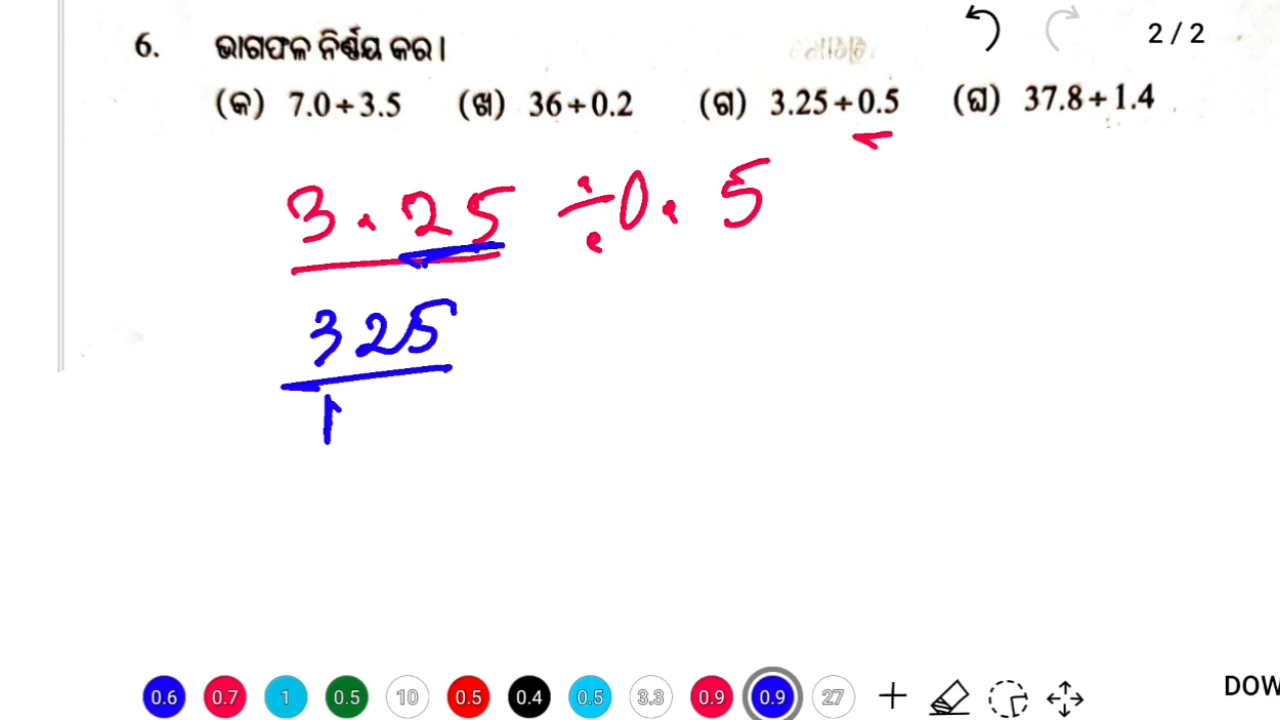 2 / 2
6. ଭାଗଫଳ ନିର୍ଣ୍ଣୟ କର ।
(କ) 7.0÷3.5 (ଖ) 36÷0.2 (ଗ) 3.25÷0.5 (ଘ) 37.8÷1.4
3.25 ÷0.5
325
1
0.6 0.7 1 0.5 10 0.5 0.4 0.5 3.3 0.9 0.9 27 DOW